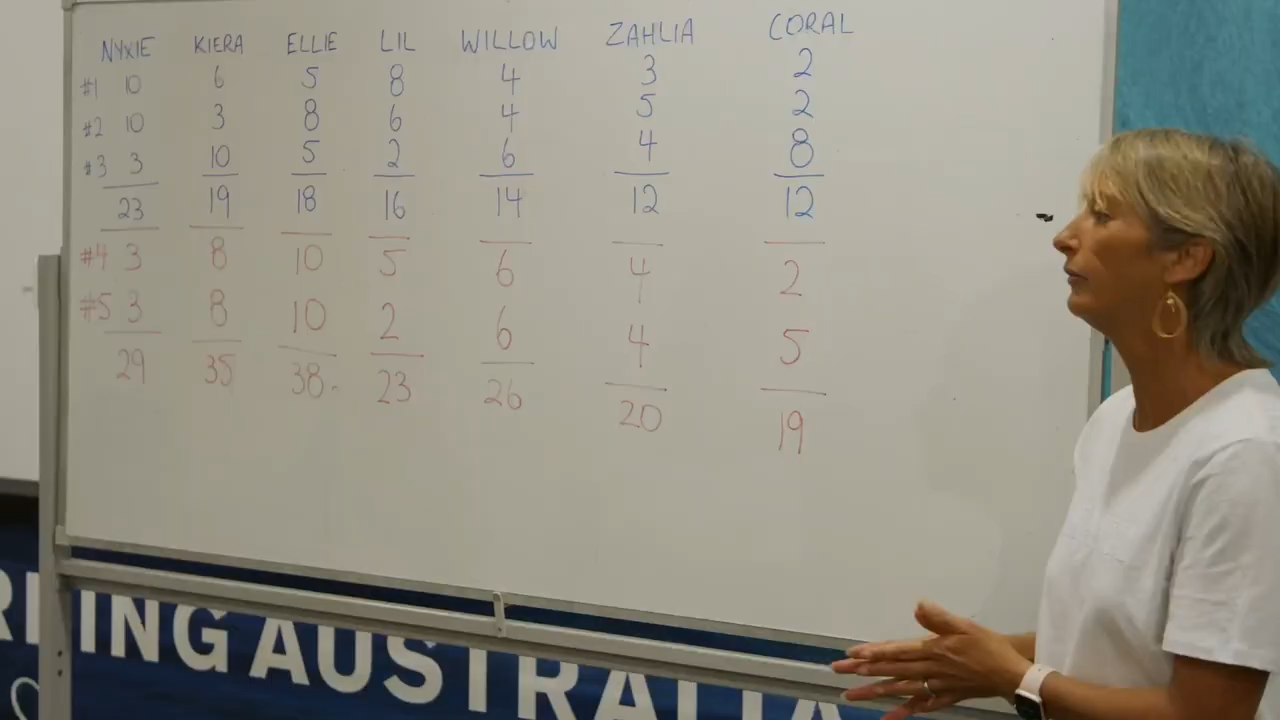 NYXIE KIERA ELLIE LIL WILLOW ZAHLIA CORAL
#1 10 6 5 8 4 3 2
#2 10 3 8 6 4 5 2
#3 3 10 5 2 6 4 8
23 19 18 16 14 12 12
#4 3 8 10 5 6 4 2
#5 3 8 10 2 6 4 5
29 35 38 23 26 20 19
ING AUSTRALIA